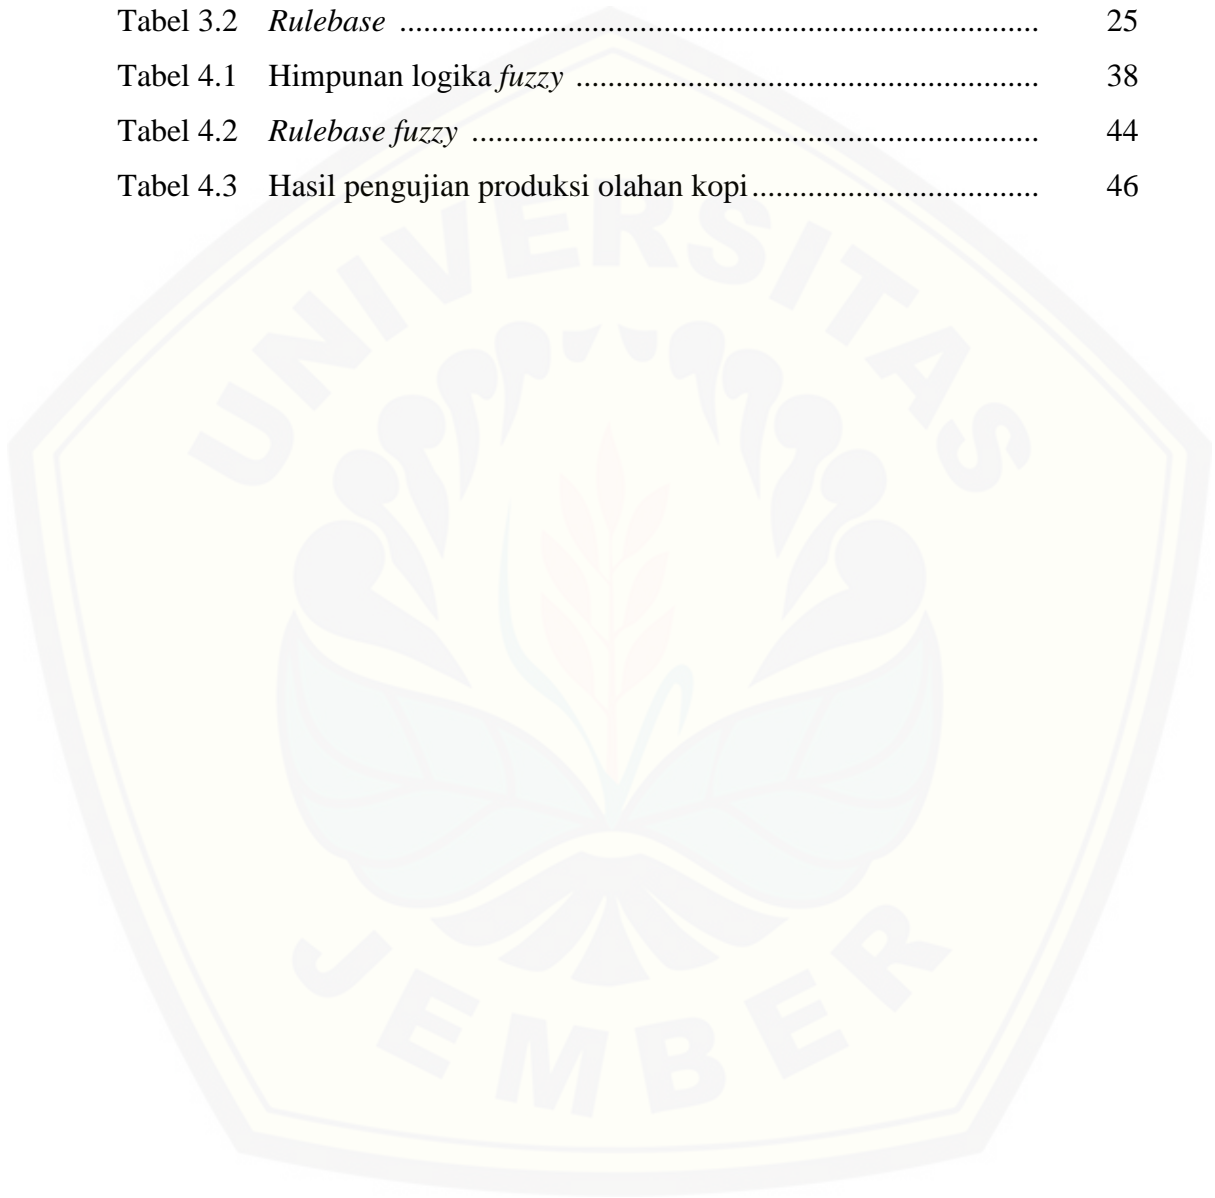 Tabel 3.2 Rulebase ................................................................................ 25
Tabel 4.1 Himpunan logika fuzzy .......................................................... 38
Tabel 4.2 Rulebase fuzzy ....................................................................... 44
Tabel 4.3 Hasil pengujian produksi olahan kopi.................................... 46
UNIVERSITAS
JEMBER